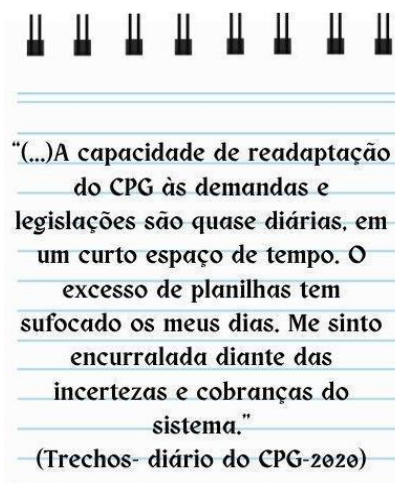 “(...)A capacidade de readaptação
do CPG às demandas e
legislações são quase diárias, em
um curto espaço de tempo. O
excesso de planilhas tem
sufocado os meus dias. Me sinto
encurralada diante das
incertezas e cobranças do
sistema.”
(Trechos- diário do CPG-2020)